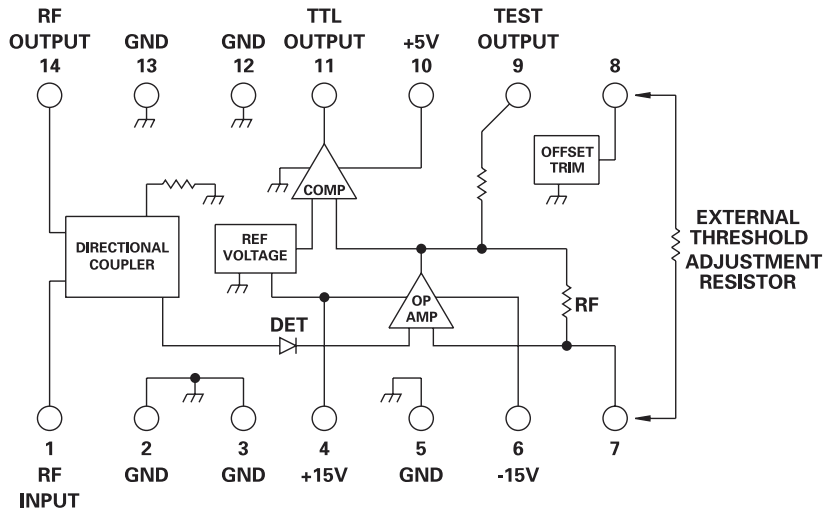 RF
OUTPUT
14
GND
13
GND
12
TTL
OUTPUT
11
+5V
10
TEST
OUTPUT
9
8
OFFSET
TRIM
COMP
DIRECTIONAL
COUPLER
REF
VOLTAGE
EXTERNAL
THRESHOLD
ADJUSTMENT
RESISTOR
OP
AMP
RF
DET
1
RF
INPUT
2
GND
3
GND
4
+15V
5
GND
6
-15V
7